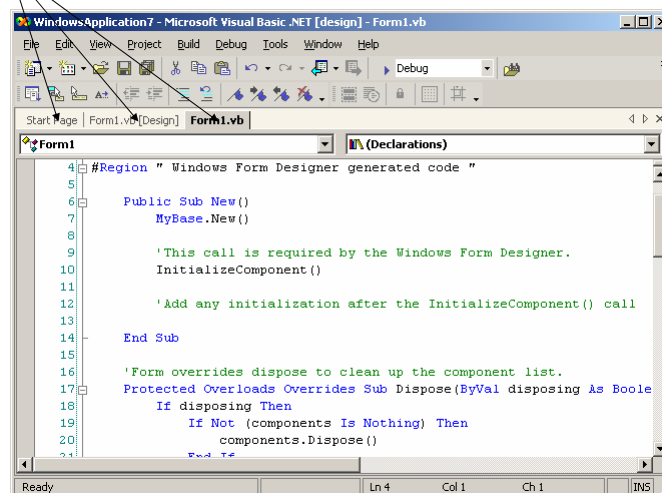 WindowsApplication7 - Microsoft Visual Basic .NET [design] - Form1.vb
File Edit View Project Build Debug Tools Window Help
Debug
Start Page Form1.vb [Design] Form1.vb
Form1 (Declarations)
4 #Region " Windows Form Designer generated code "
5
6 Public Sub New()
7 MyBase.New()
8
9 'This call is required by the Windows Form Designer.
10 InitializeComponent()
11
12 'Add any initialization after the InitializeComponent() call
13
14 End Sub
15
16 'Form overrides dispose to clean up the component list.
17 Protected Overloads Overrides Sub Dispose(ByVal disposing As Boole
18 If disposing Then
19 If Not (components Is Nothing) Then
20 components.Dispose()
21 End If
Ready Ln 4 Col 1 Ch 1 INS